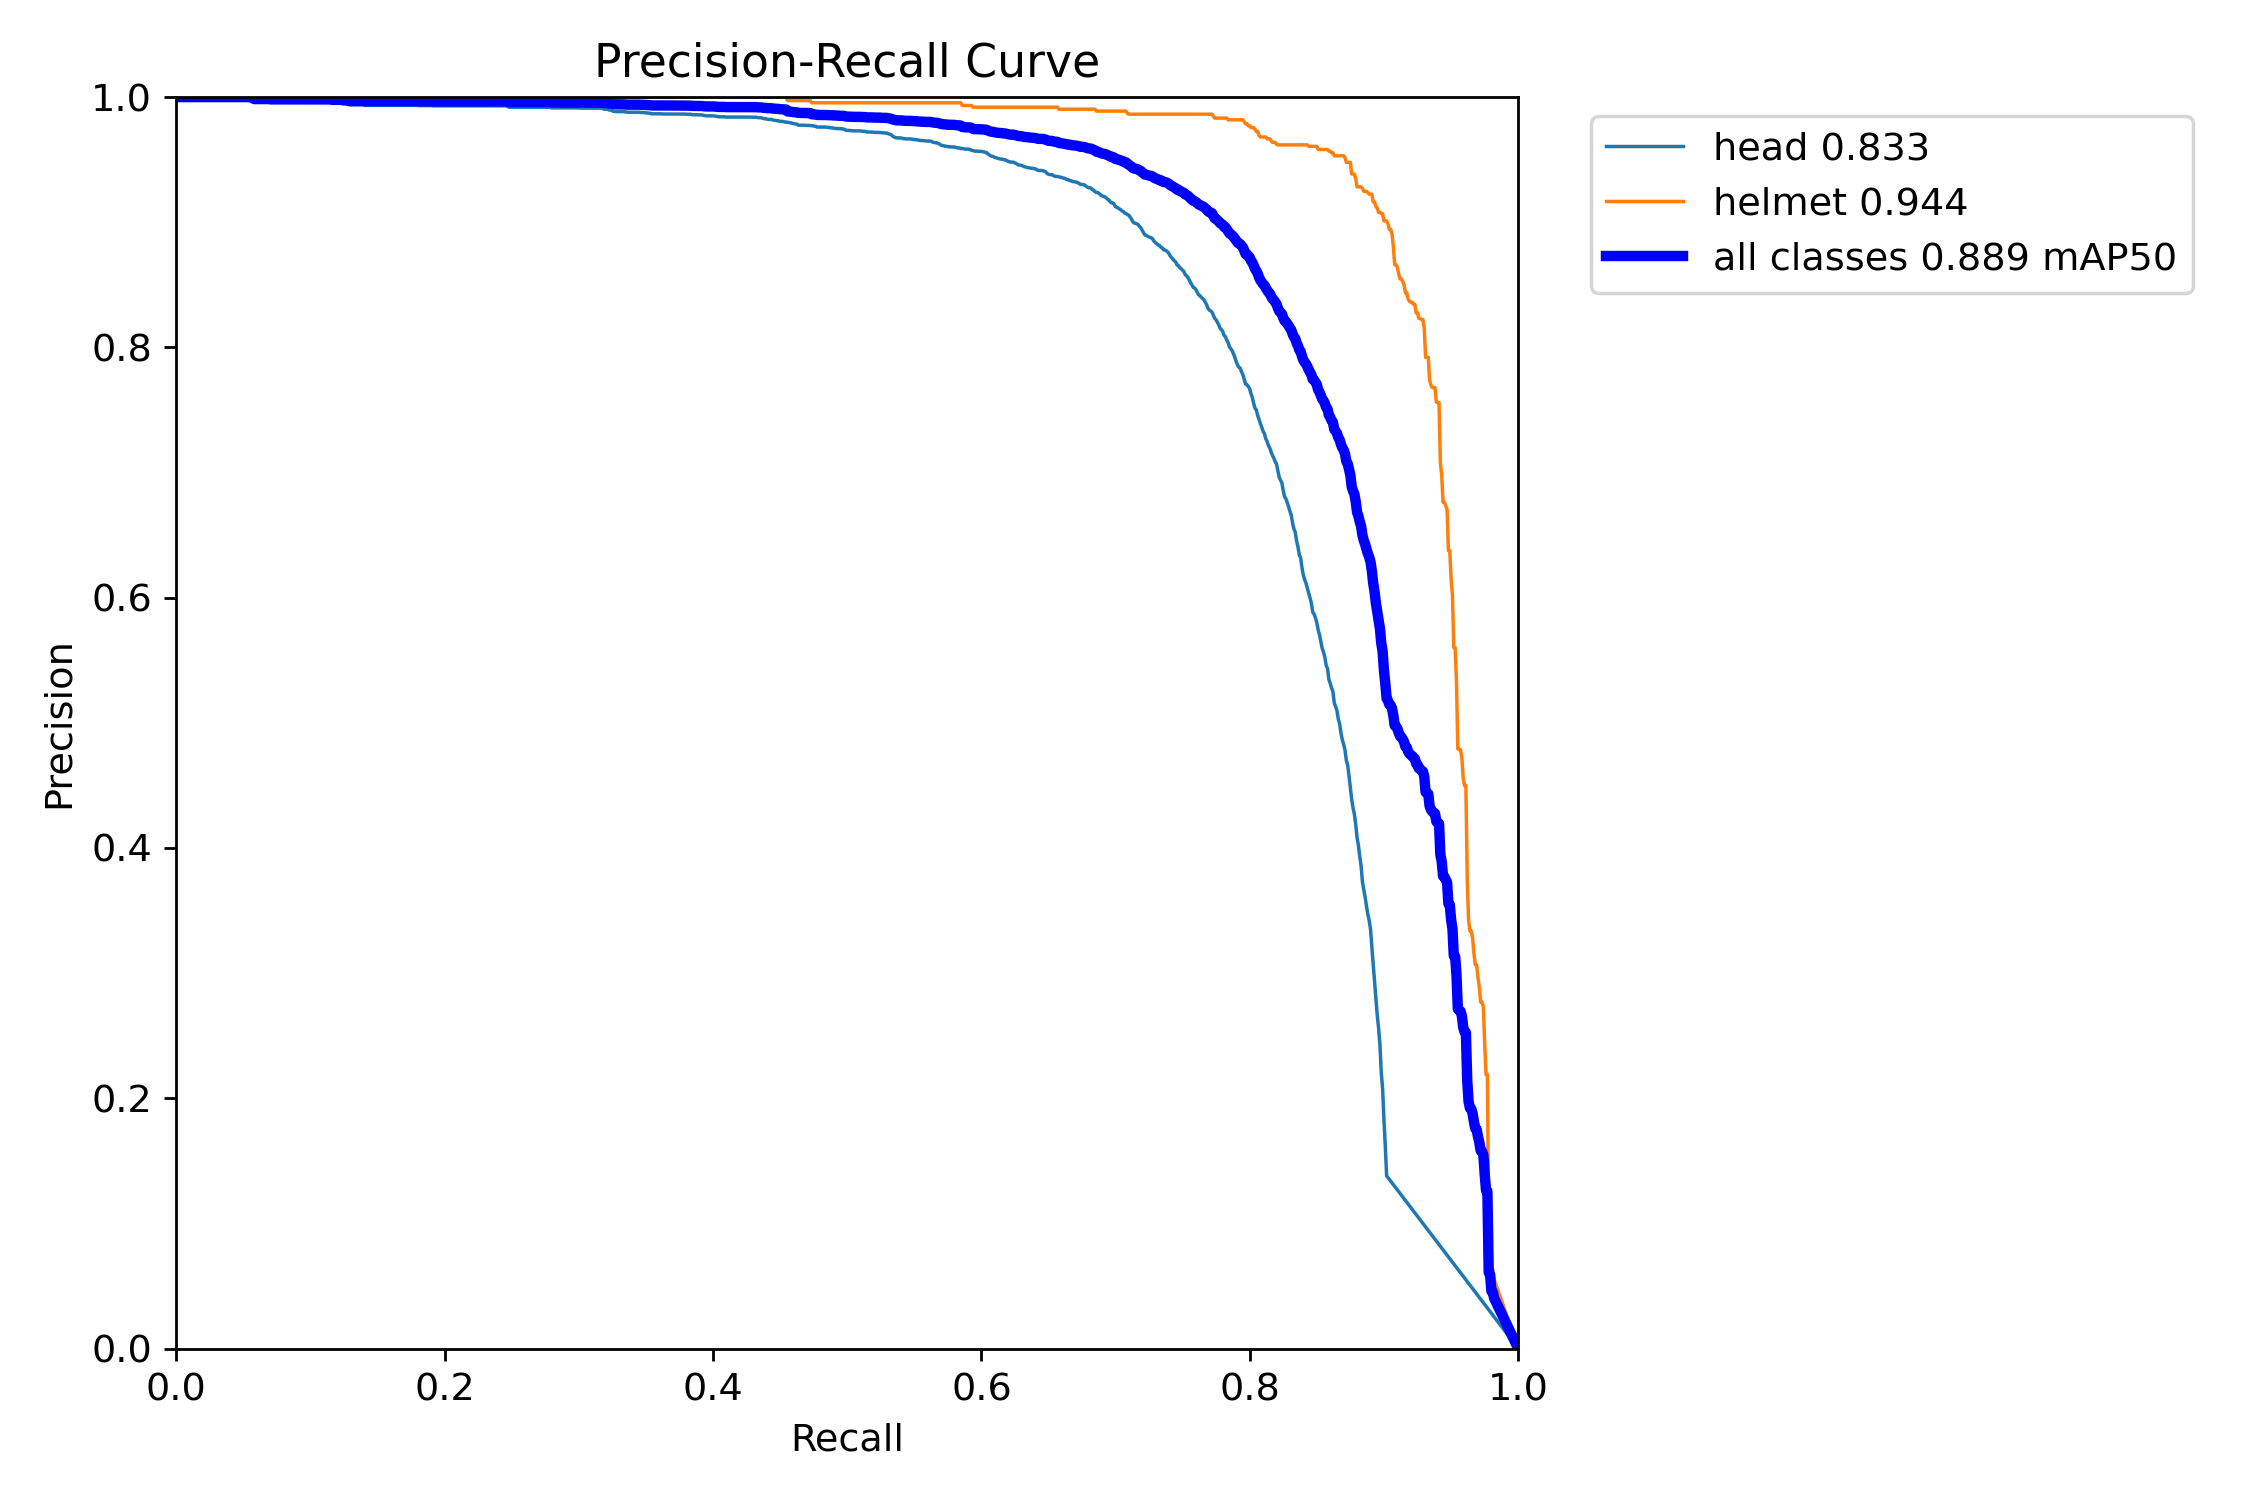 Precision-Recall Curve
1.0
0.8
0.6
0.4
0.2
0.0
Precision
0.0 0.2 0.4 0.6 0.8 1.0
Recall
head 0.833
helmet 0.944
all classes 0.889 mAP50